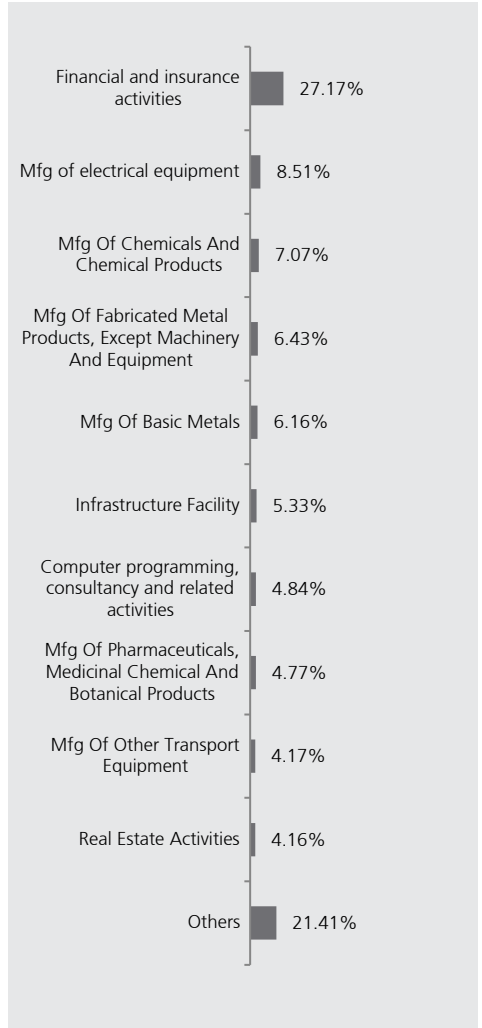 Financial and insurance
activities
27.17%
Mfg of electrical equipment
8.51%
Mfg Of Chemicals And
Chemical Products
7.07%
Mfg Of Fabricated Metal
Products, Except Machinery
And Equipment
6.43%
Mfg Of Basic Metals
6.16%
Infrastructure Facility
5.33%
Computer programming,
consultancy and related
activities
4.84%
Mfg Of Pharmaceuticals,
Medicinal Chemical And
Botanical Products
4.77%
Mfg Of Other Transport
Equipment
4.17%
Real Estate Activities
4.16%
Others
21.41%